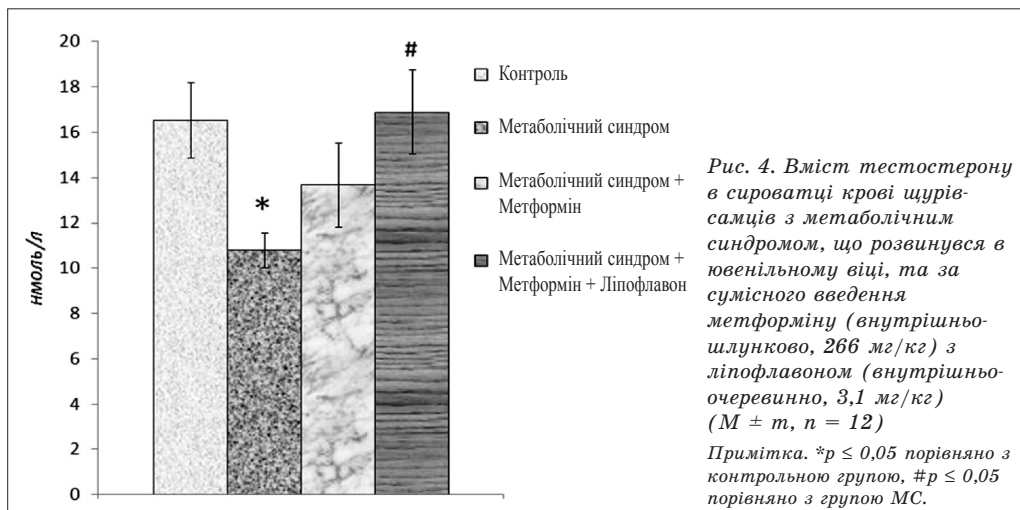 20
18
16
14
12
10
8
6
4
2
0
нмоль/л
*
#
Контроль
Метаболічний синдром
Метаболічний синдром +
Метформін
Метаболічний синдром +
Метформін + Ліпофлавон
Рис. 4. Вміст тестостерону
в сироватці крові щурів-
самців з метаболічним
синдромом, що розвинувся в
ювенільному віці, та за
сумісного введення
метформіну (внутрішньо-
шлунково, 266 мг/кг) з
ліпофлавоном (внутрішньо-
очеревинно, 3,1 мг/кг)
(M ± m, n = 12)
Примітка. *p ≤ 0,05 порівняно з
контрольною групою, #p ≤ 0,05
порівняно з групою МС.